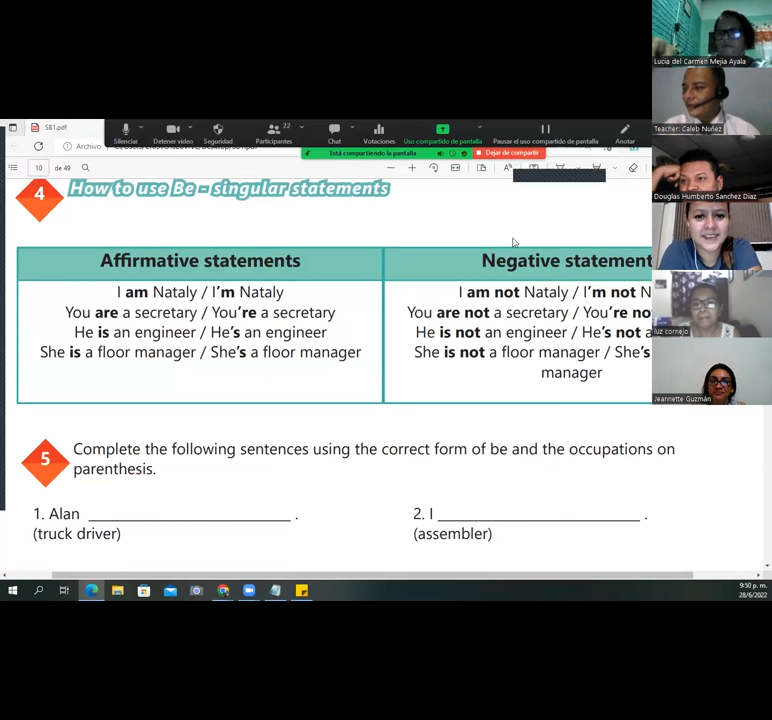 Lucia del Carmen Mejia Ayala
Teacher: Caleb Nuñez
Douglas Humberto Sanchez Diaz
luz cornejo
Jeannette Guzmán
SB1.pdf
Silenciar
Detener video
Seguridad
22
Participantes
Chat
Votaciones
Uso compartido de pantalla
Pausar el uso compartido de pantalla
Anotar
Archivo
Está compartiendo la pantalla
Dejar de compartir
10 de 49
4 How to use Be - singular statements
Affirmative statements
I am Nataly / I'm Nataly
You are a secretary / You're a secretary
He is an engineer / He's an engineer
She is a floor manager / She's a floor manager
Negative statement
I am not Nataly / I'm not N
You are not a secretary / You're no
He is not an engineer / He's not a
She is not a floor manager / She's
manager
5 Complete the following sentences using the correct form of be and the occupations on
parenthesis.
1. Alan ______________________ .
(truck driver)
2. I ______________________ .
(assembler)
9:50 p. m.
28/6/2022